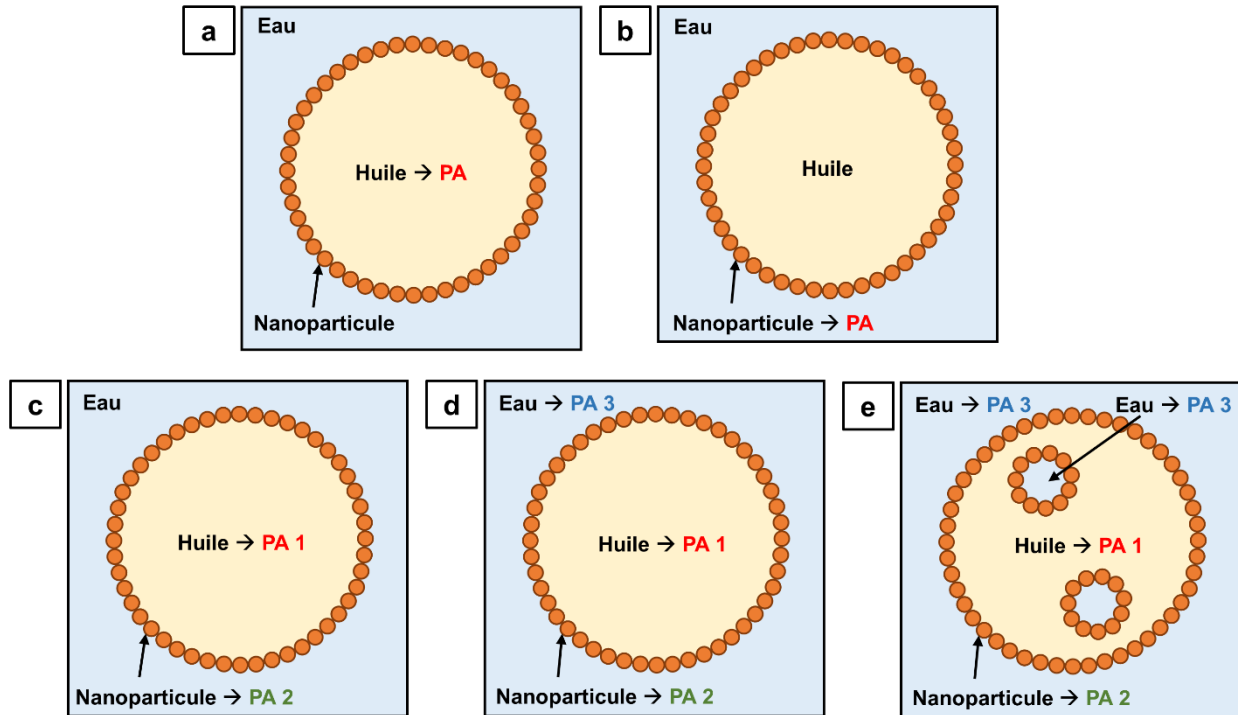 a
Eau
Huile → PA
Nanoparticule
b
Eau
Huile
Nanoparticule → PA
c
Eau
Huile → PA 1
Nanoparticule → PA 2
d
Eau → PA 3
Huile → PA 1
Nanoparticule → PA 2
e
Eau → PA 3
Eau → PA 3
Huile → PA 1
Nanoparticule → PA 2